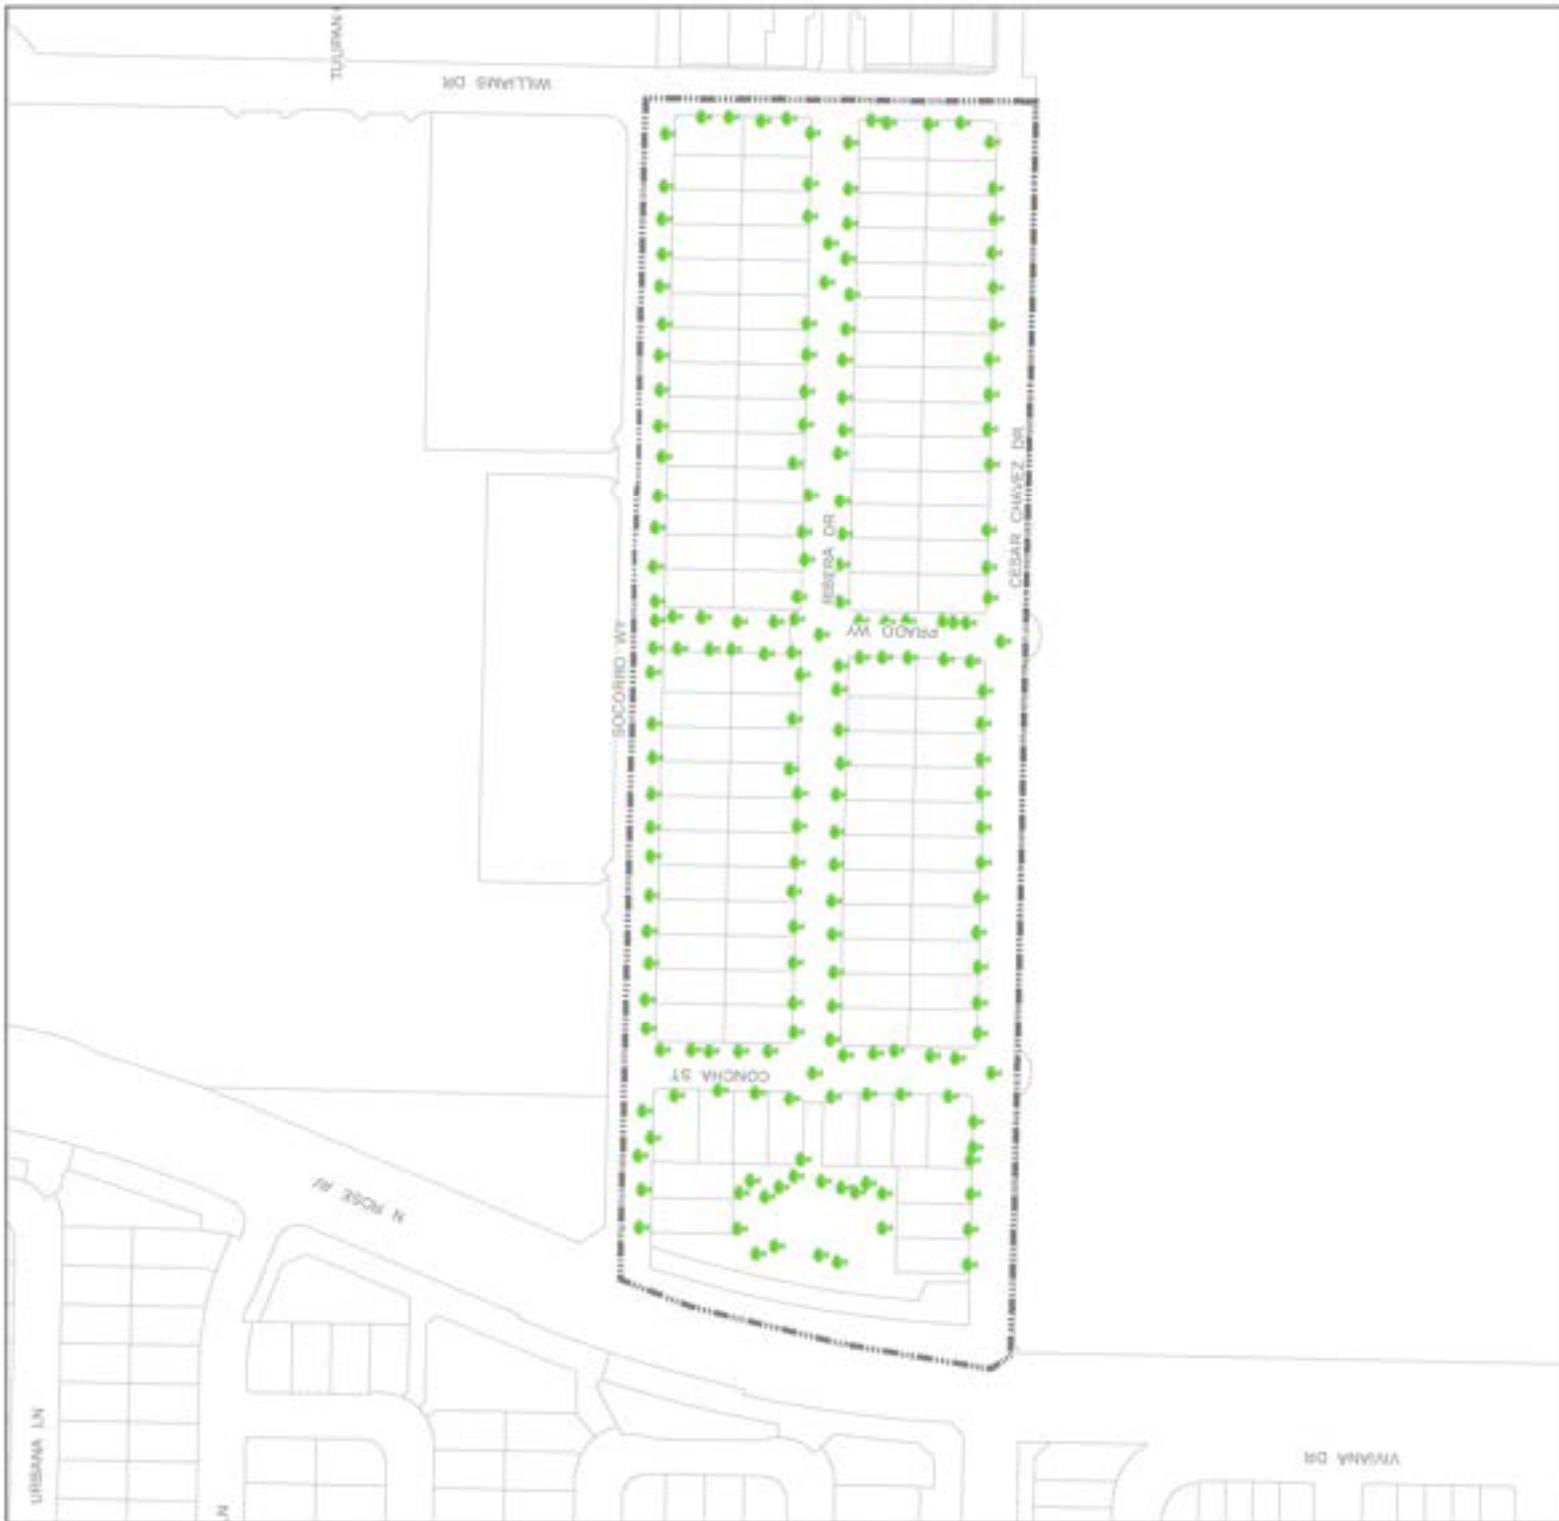 TULIPAN
WILLIAMS DR
CESAR CHAVEZ DR
RIBERA DR
PRADO WY
SOCORRO WY
CONCHA ST
N ROSE AV
URBANA LN
LN
VIVIANA DR